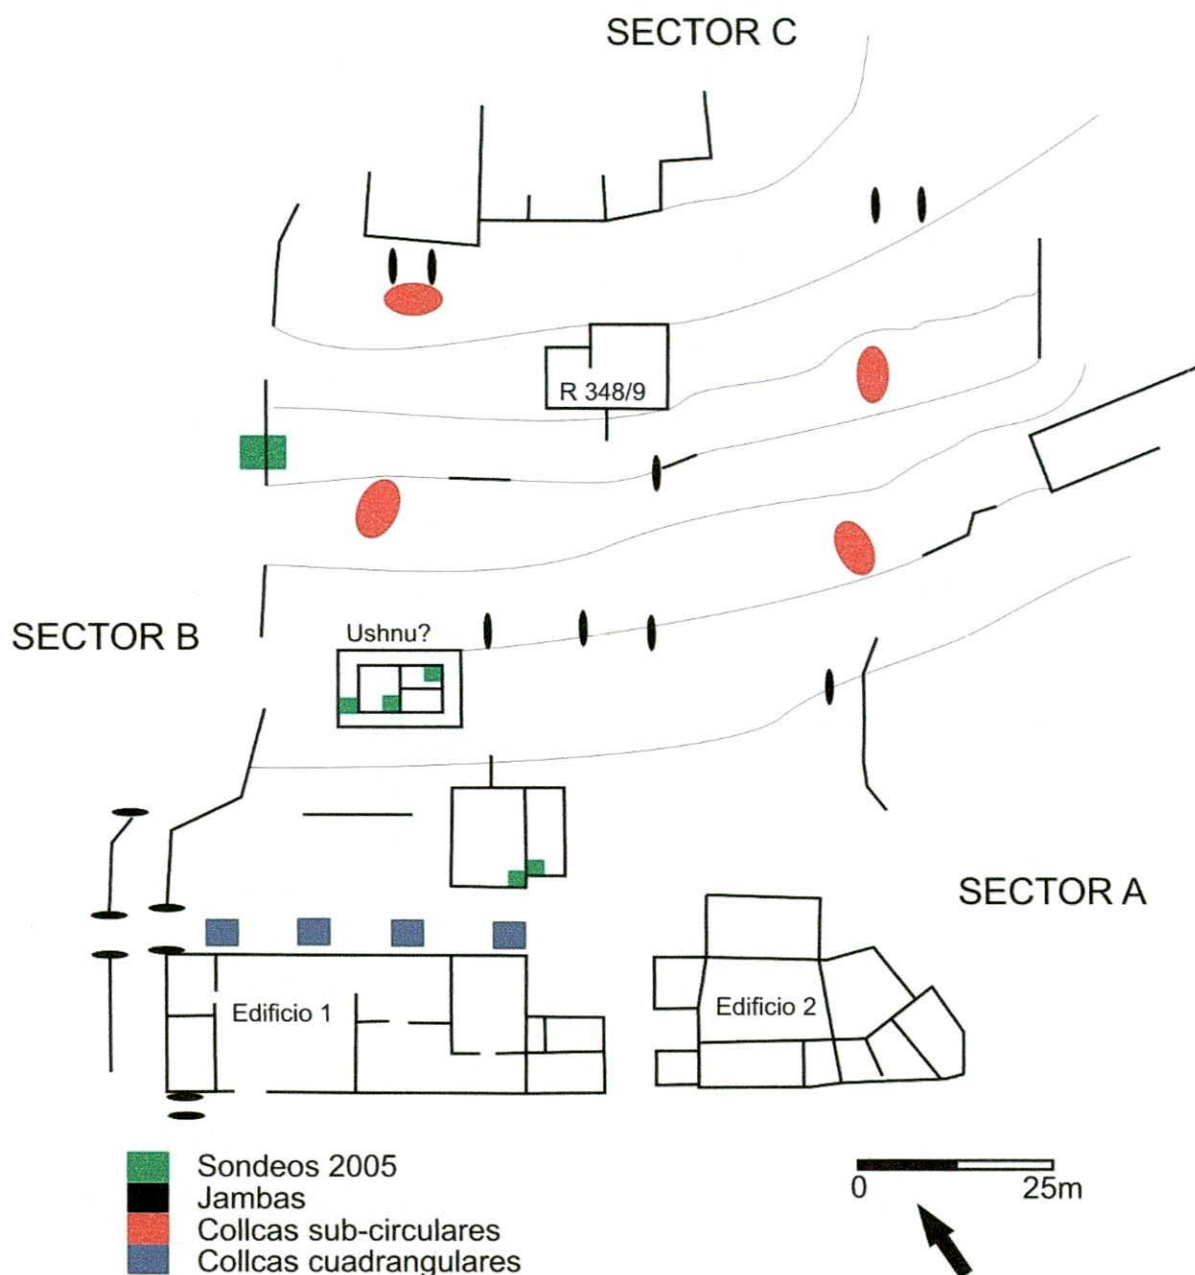 SECTOR C
R 348/9
SECTOR B
Ushnu?
SECTOR A
Edificio 1
Edificio 2
Sondeos 2005
Jambas
Collcas sub-circulares
Collcas cuadrangulares
0 25m